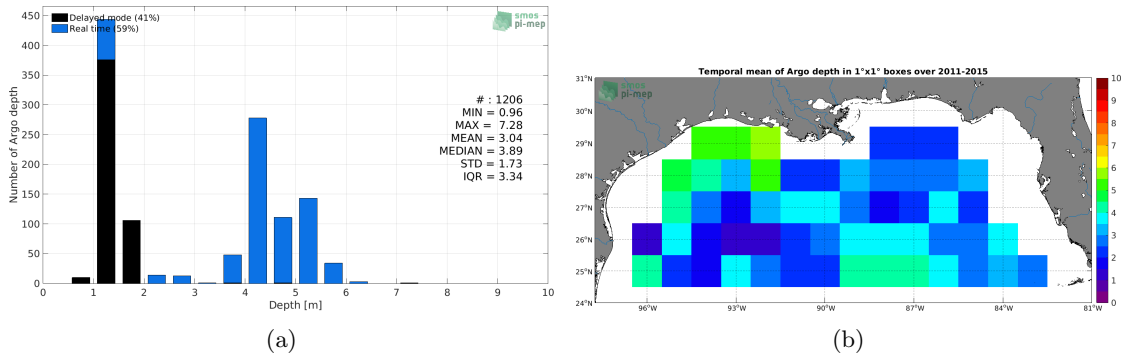 Delayed mode (41%)
Real time (59%)
smos
pi-mep
Number of Argo depth
450
400
350
300
250
200
150
100
50
0
# : 1206
MIN = 0.96
MAX = 7.28
MEAN = 3.04
MEDIAN = 3.89
STD = 1.73
IQR = 3.34
0 1 2 3 4 5 6 7 8 9 10
Depth [m]
(a)
Temporal mean of Argo depth in 1°x1° boxes over 2011-2015
smos
pi-mep
31°N
30°N
29°N
28°N
27°N
26°N
25°N
24°N
96°W 93°W 90°W 87°W 84°W 81°W
10
9
8
7
6
5
4
3
2
1
0
(b)